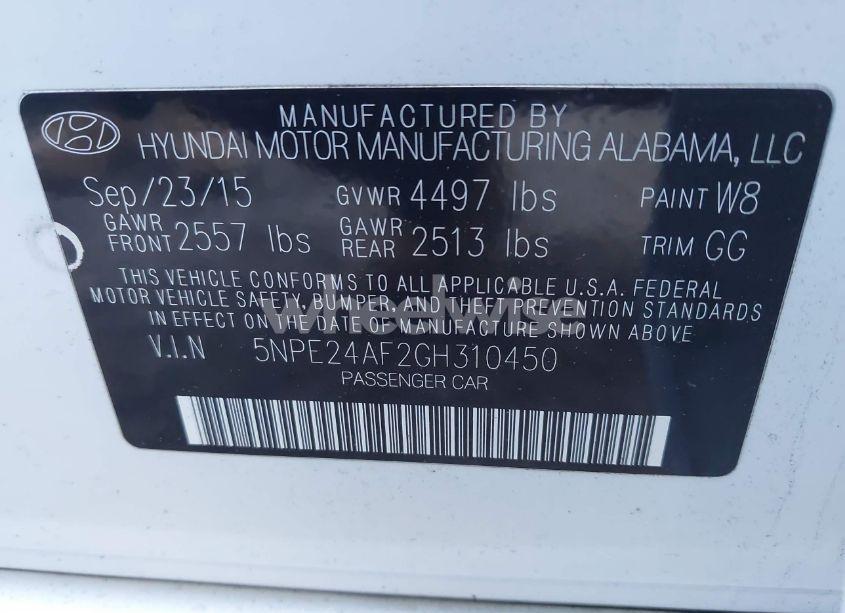 MANUFACTURED BY
HYUNDAI MOTOR MANUFACTURING ALABAMA, LLC
Sep/23/15 GVWR 4497 lbs PAINT W8
GAWR FRONT 2557 lbs GAWR REAR 2513 lbs TRIM GG
THIS VEHICLE CONFORMS TO ALL APPLICABLE U.S.A. FEDERAL
MOTOR VEHICLE SAFETY, BUMPER, AND THEFT PREVENTION STANDARDS
IN EFFECT ON THE DATE OF MANUFACTURE SHOWN ABOVE
wheelwise
V.I.N 5NPE24AF2GH310450
PASSENGER CAR